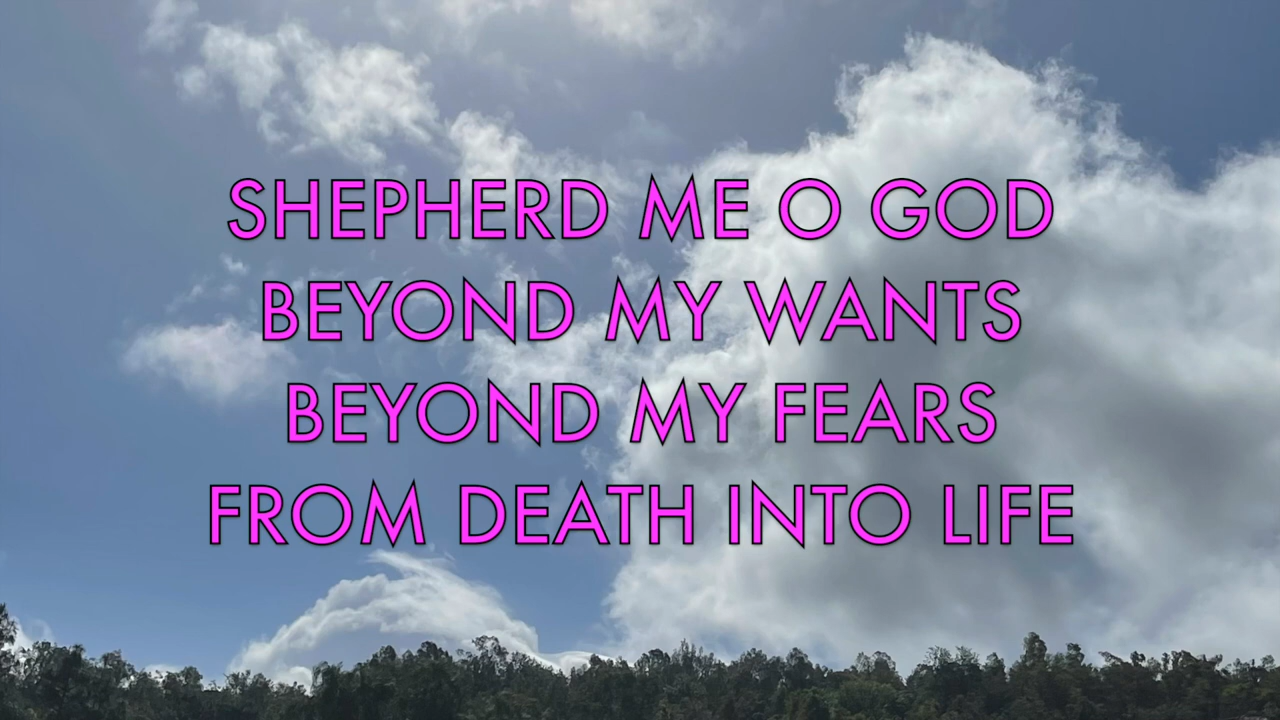 SHEPHERD ME O GOD
BEYOND MY WANTS
BEYOND MY FEARS
FROM DEATH INTO LIFE